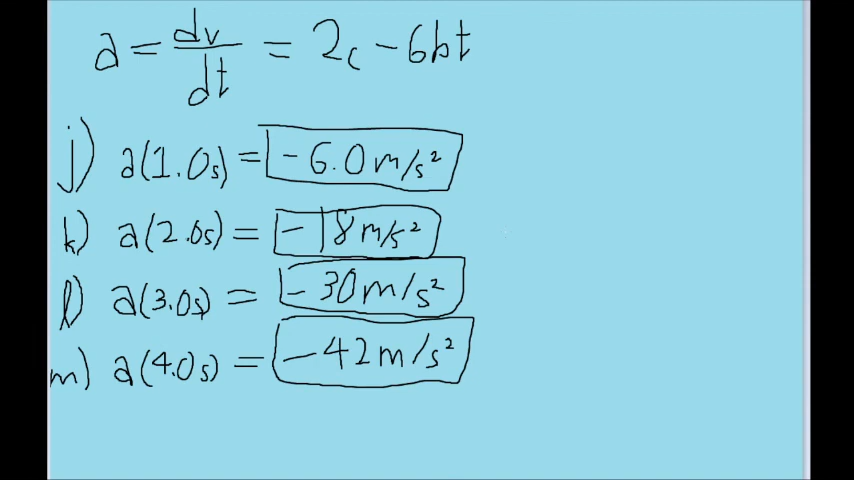 a = dv/dt = 2c - 6bt
j) a(1.0s) = -6.0 m/s²
k) a(2.0s) = -18 m/s²
l) a(3.0s) = -30 m/s²
m) a(4.0s) = -42 m/s²